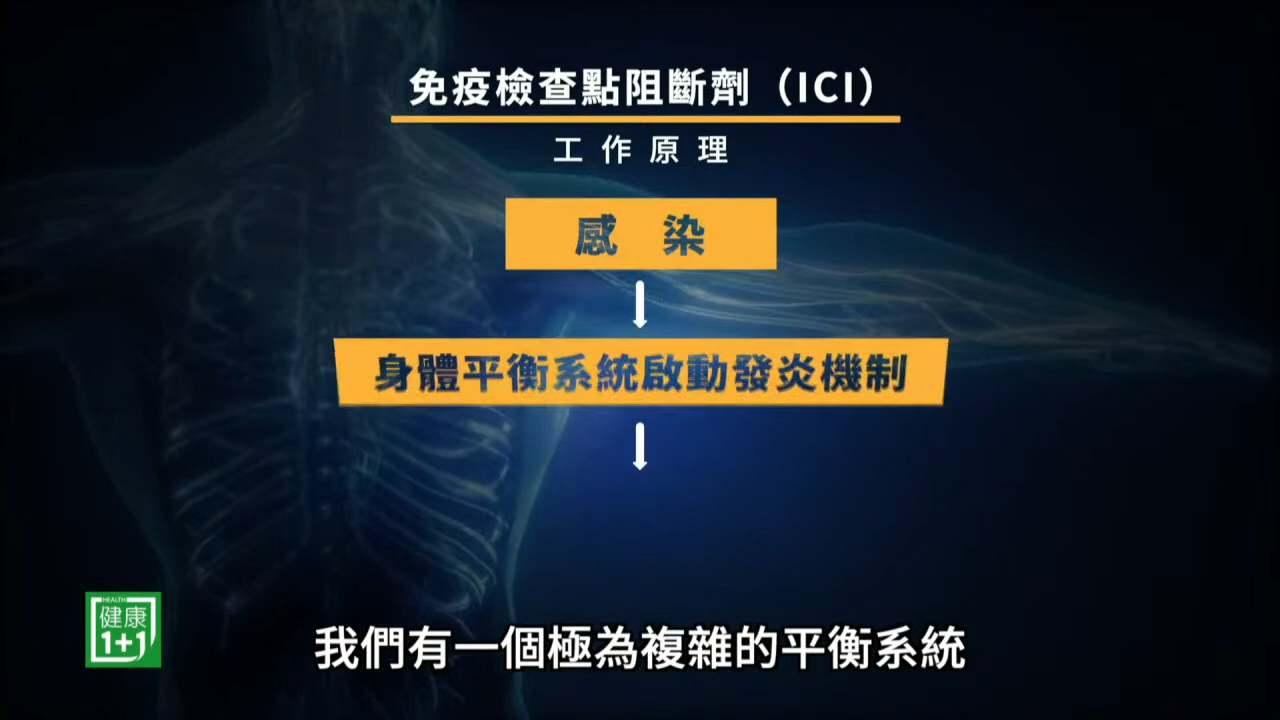 免疫檢查點阻斷劑（ICI）
工作原理
感 染
身體平衡系統啟動發炎機制
HEALTH
健康
1+1
我們有一個極為複雜的平衡系統